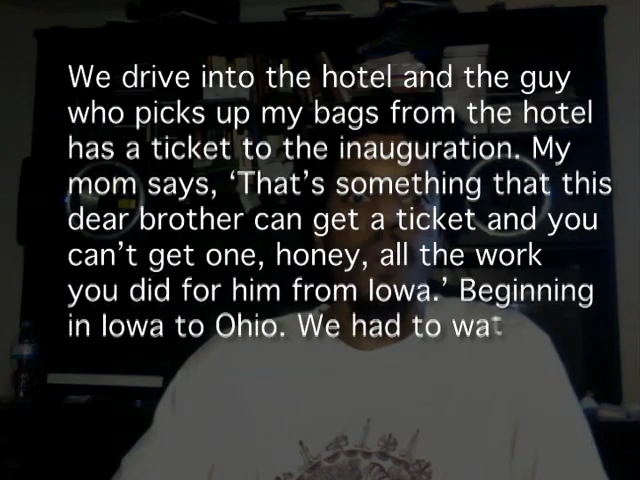 We drive into the hotel and the guy
who picks up my bags from the hotel
has a ticket to the inauguration. My
mom says, ‘That’s something that this
dear brother can get a ticket and you
can’t get one, honey, all the work
you did for him from Iowa.’ Beginning
in Iowa to Ohio. We had to wat